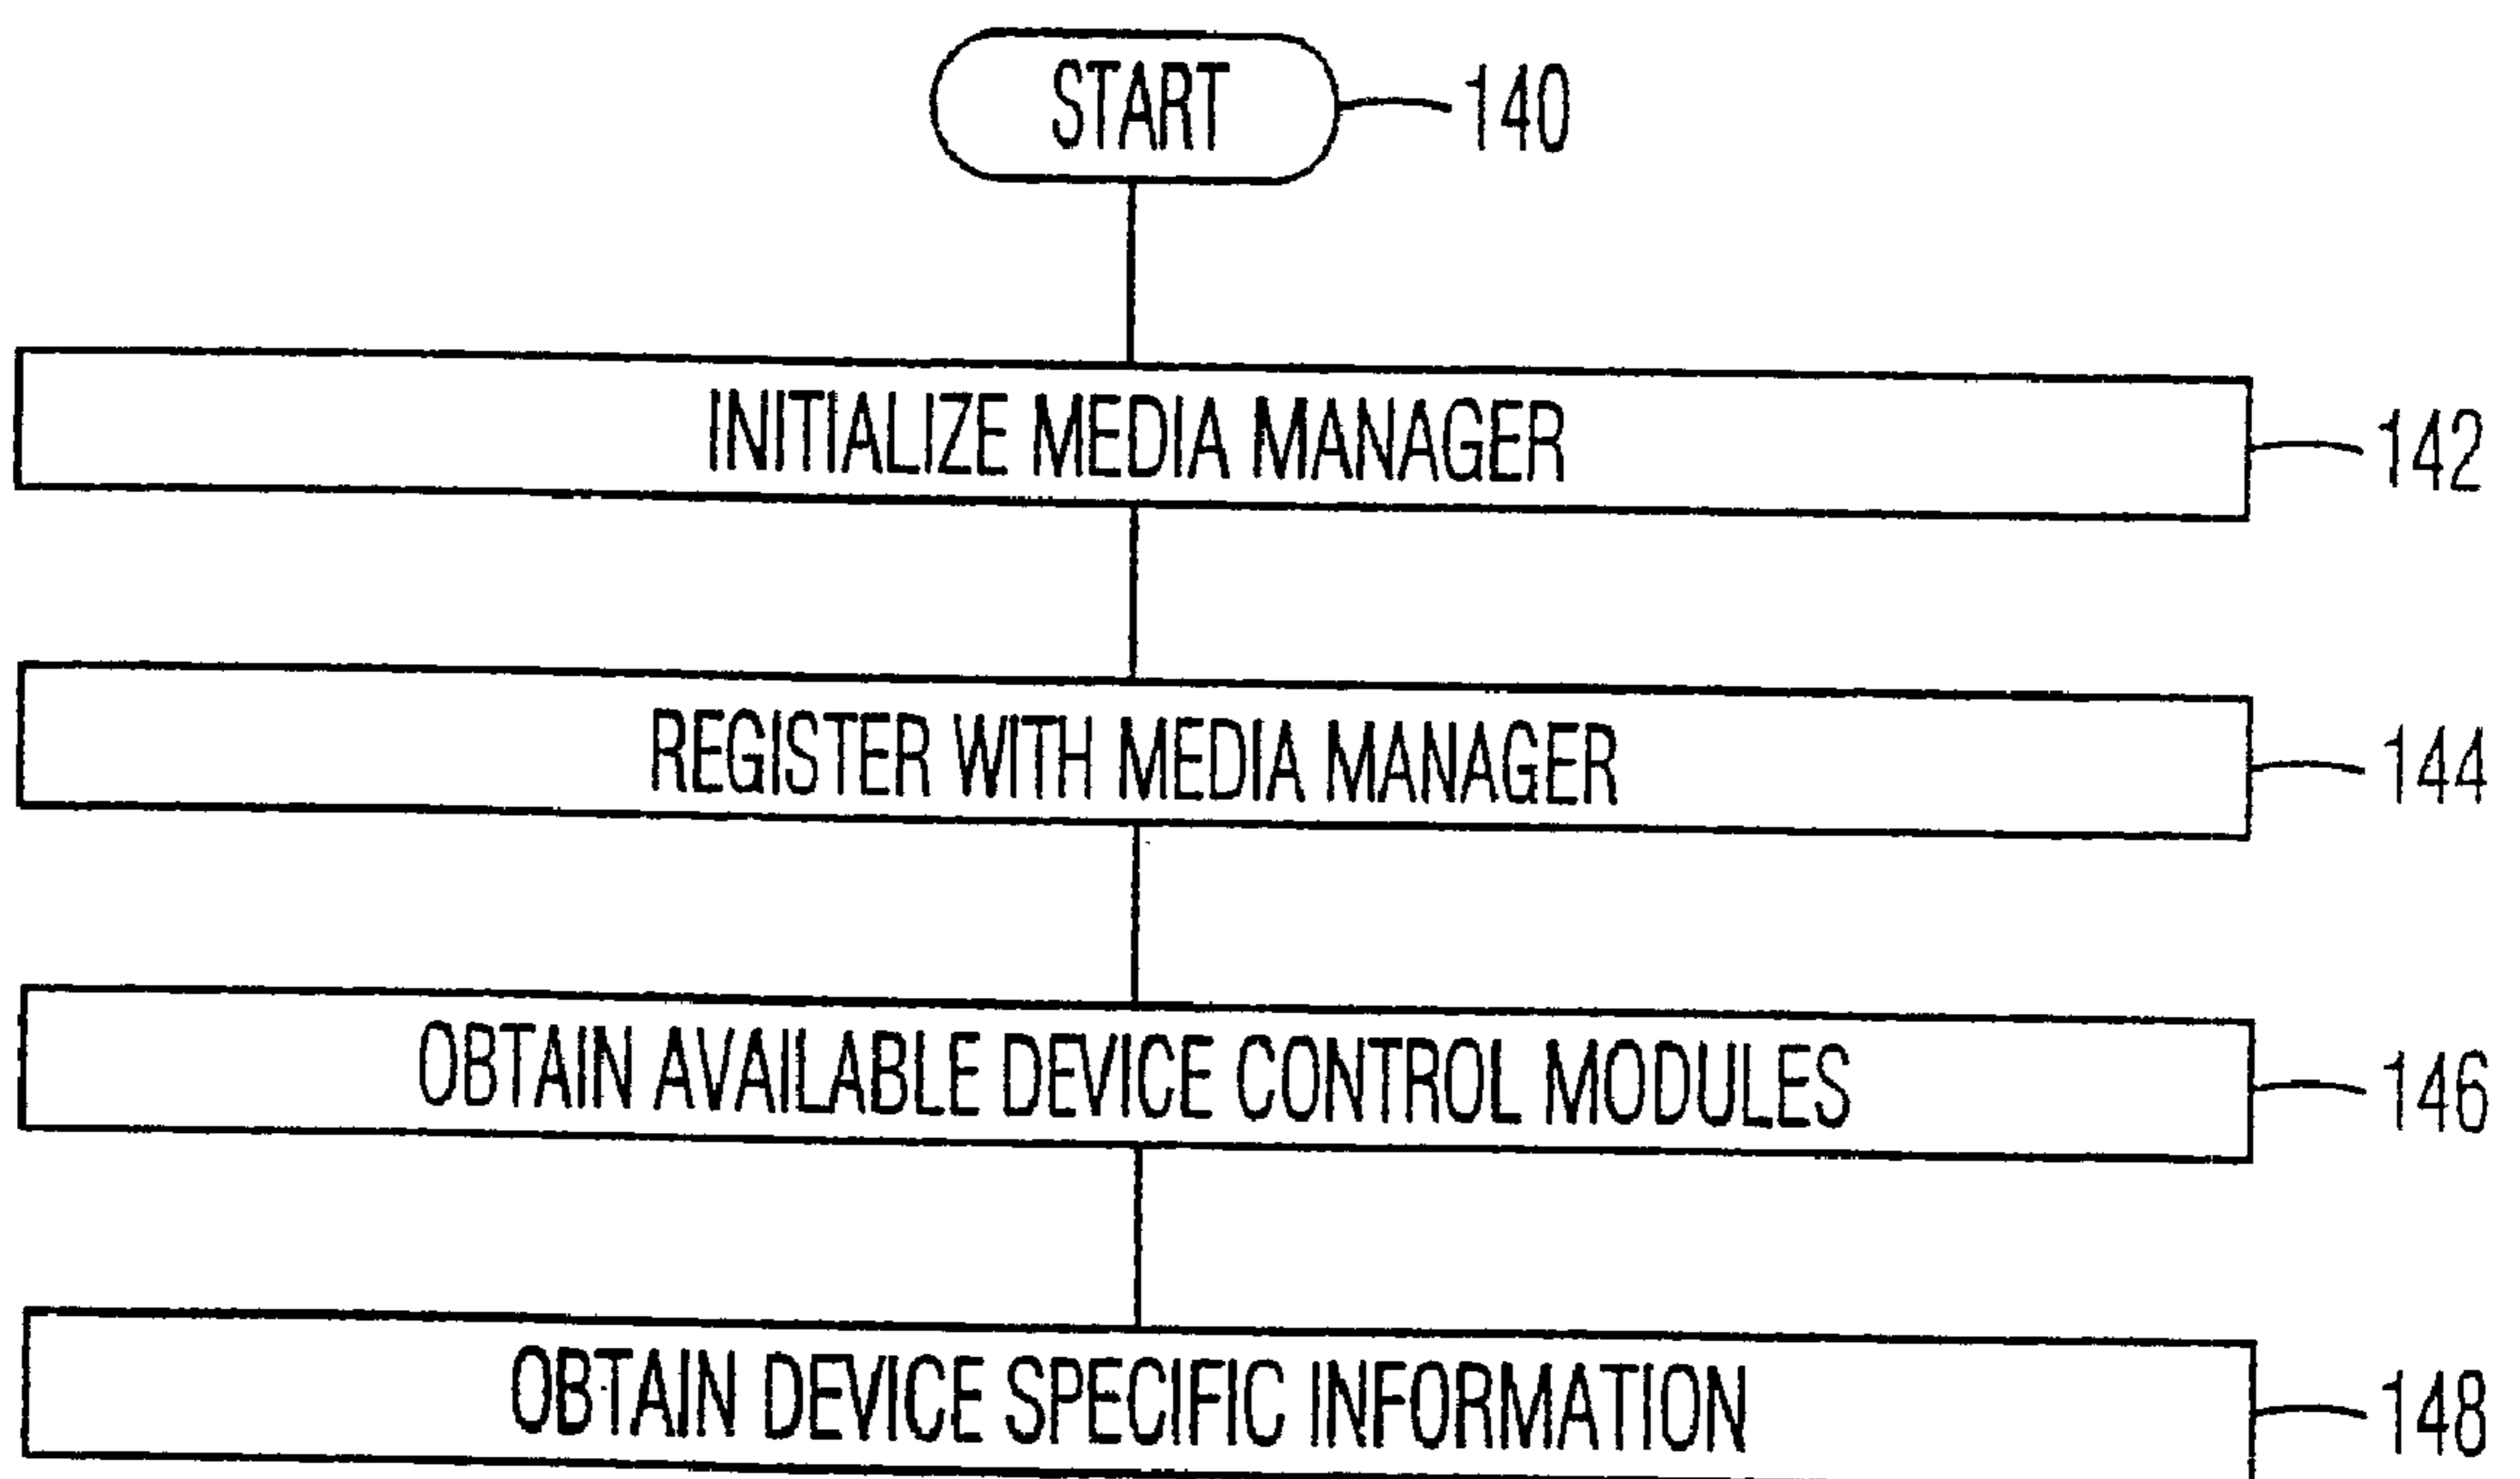 START
140
INITIALIZE MEDIA MANAGER
142
REGISTER WITH MEDIA MANAGER
144
OBTAIN AVAILABLE DEVICE CONTROL MODULES
146
OBTAIN DEVICE SPECIFIC INFORMATION
148